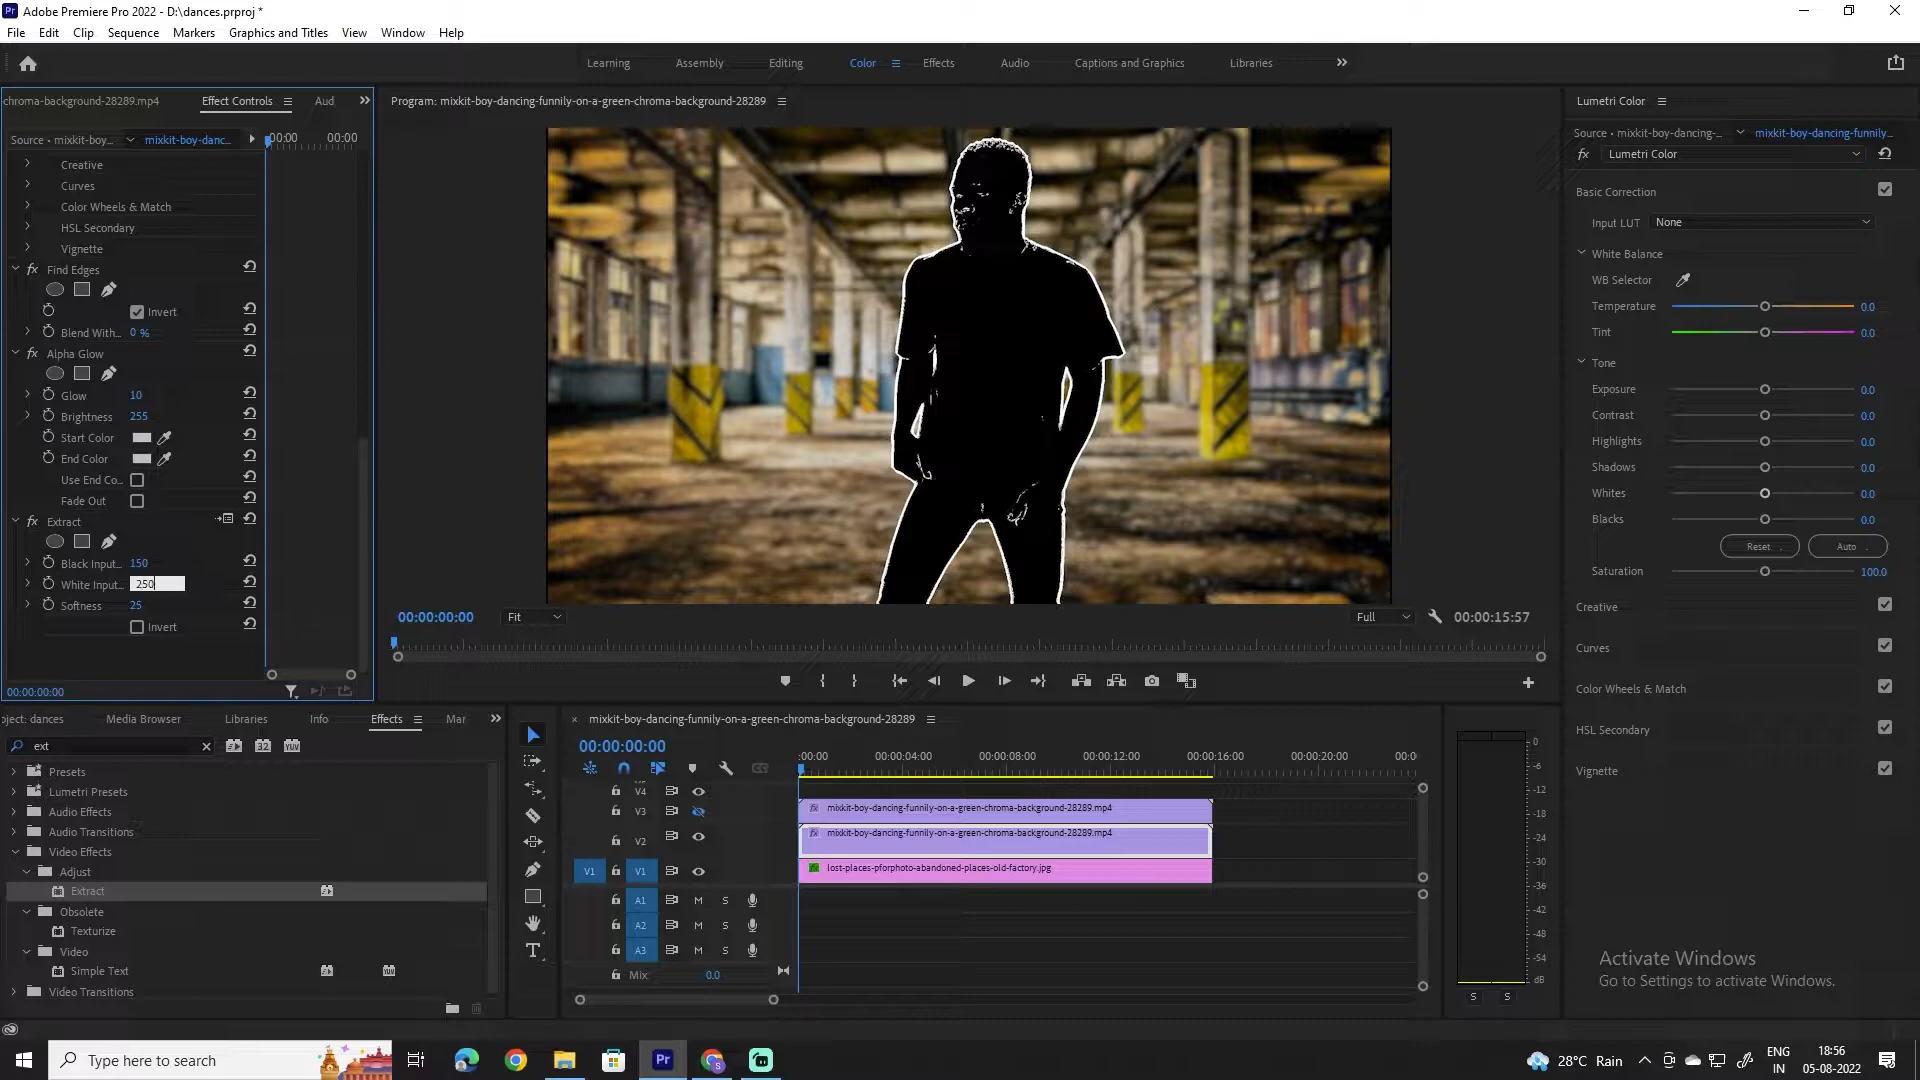 Adobe Premiere Pro 2022 - D:\dances.prproj *
File Edit Clip Sequence Markers Graphics and Titles View Window Help
Learning Assembly Editing Color Effects Audio Captions and Graphics Libraries
chroma-background-28289.mp4 Effect Controls Aud
Program: mixkit-boy-dancing-funnily-on-a-green-chroma-background-28289
Lumetri Color
Source • mixkit-boy... mixkit-boy-danc... :00:00 00:00
Source • mixkit-boy-dancing-... mixkit-boy-dancing-funnily...
fx Lumetri Color
Creative
Curves
Color Wheels & Match
HSL Secondary
Vignette
fx Find Edges
Invert
Blend With... 0 %
fx Alpha Glow
Glow 10
Brightness 255
Start Color
End Color
Use End Co...
Fade Out
fx Extract
Black Input... 150
White Input... 250
Softness 25
Invert
00:00:00:00
00:00:00:00 Fit Full 00:00:15:57
Basic Correction
Input LUT None
White Balance
WB Selector
Temperature 0.0
Tint 0.0
Tone
Exposure 0.0
Contrast 0.0
Highlights 0.0
Shadows 0.0
Whites 0.0
Blacks 0.0
Reset Auto
Saturation 100.0
Creative
Curves
Color Wheels & Match
HSL Secondary
Vignette
oject: dances Media Browser Libraries Info Effects Mar
ext 32 YUV
Presets
Lumetri Presets
Audio Effects
Audio Transitions
Video Effects
Adjust
Extract
Obsolete
Texturize
Video
Simple Text
Video Transitions
× mixkit-boy-dancing-funnily-on-a-green-chroma-background-28289
00:00:00:00
:00:00 00:00:04:00 00:00:08:00 00:00:12:00 00:00:16:00 00:00:20:00 00:0
V4
V3 fx mixkit-boy-dancing-funnily-on-a-green-chroma-background-28289.mp4
V2 fx mixkit-boy-dancing-funnily-on-a-green-chroma-background-28289.mp4
V1 V1 lost-places-pforphoto-abandoned-places-old-factory.jpg
A1 M S
A2 M S
A3 M S
Mix 0.0
0
-6
-12
-18
-24
-30
-36
-42
-48
-54
dB
S S
Activate Windows
Go to Settings to activate Windows.
Type here to search
Pr
28°C Rain
ENG
IN
18:56
05-08-2022